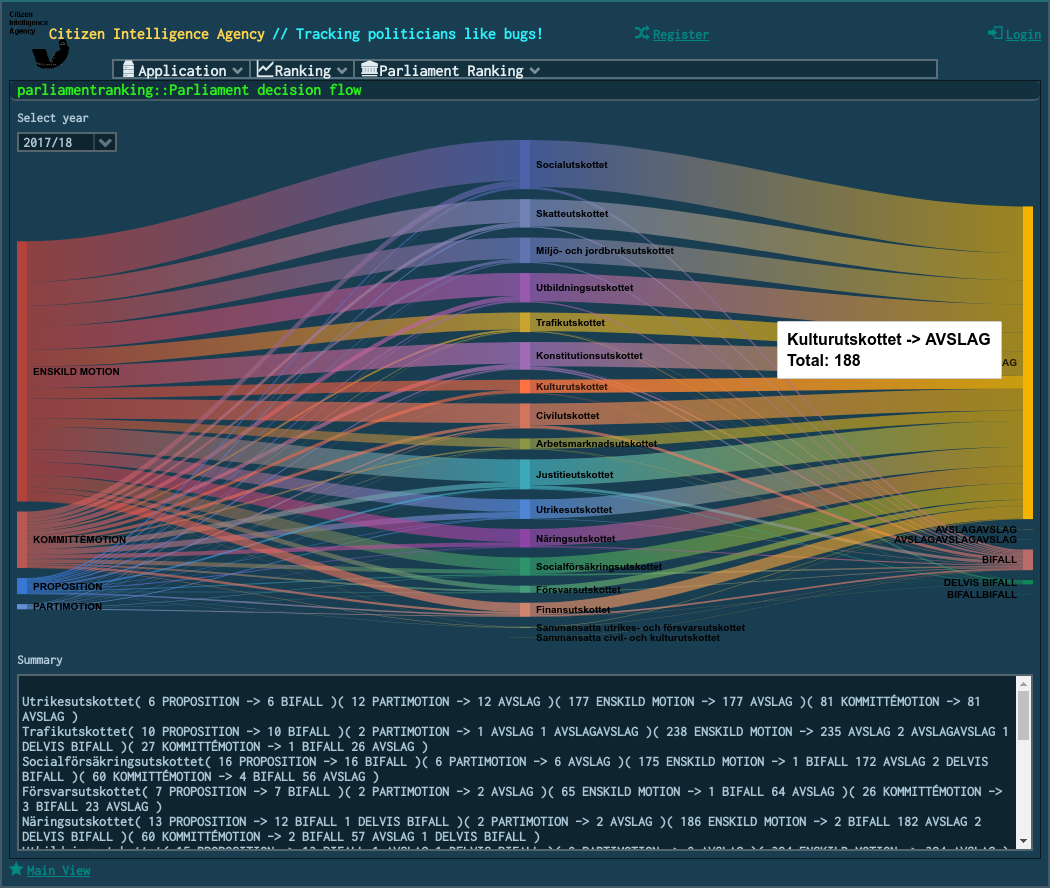 Citizen
Intelligence
Agency
Citizen Intelligence Agency // Tracking politicians like bugs!
Register
Login
Application
Ranking
Parliament Ranking
parliamentranking::Parliament decision flow
Select year
2017/18
Socialutskottet
Skatteutskottet
Miljö- och jordbruksutskottet
Utbildningsutskottet
Trafikutskottet
Kulturutskottet -> AVSLAG
Total: 188
Konstitutionsutskottet
AG
ENSKILD MOTION
Kulturutskottet
Civilutskottet
Arbetsmarknadsutskottet
Justitieutskottet
Utrikesutskottet
AVSLAGAVSLAG
KOMMITTÉMOTION
Näringsutskottet
AVSLAGAVSLAGAVSLAG
BIFALL
Socialförsäkringsutskottet
DELVIS BIFALL
PROPOSITION
Försvarsutskottet
BIFALLBIFALL
PARTIMOTION
Finansutskottet
Sammansatta utrikes- och försvarsutskottet
Sammansatta civil- och kulturutskottet
Summary
Utrikesutskottet( 6 PROPOSITION -> 6 BIFALL )( 12 PARTIMOTION -> 12 AVSLAG )( 177 ENSKILD MOTION -> 177 AVSLAG )( 81 KOMMITTÉMOTION -> 81
AVSLAG )
Trafikutskottet( 10 PROPOSITION -> 10 BIFALL )( 2 PARTIMOTION -> 1 AVSLAG 1 AVSLAGAVSLAG )( 238 ENSKILD MOTION -> 235 AVSLAG 2 AVSLAGAVSLAG 1
DELVIS BIFALL )( 27 KOMMITTÉMOTION -> 1 BIFALL 26 AVSLAG )
Socialförsäkringsutskottet( 16 PROPOSITION -> 16 BIFALL )( 6 PARTIMOTION -> 6 AVSLAG )( 175 ENSKILD MOTION -> 1 BIFALL 172 AVSLAG 2 DELVIS
BIFALL )( 60 KOMMITTÉMOTION -> 4 BIFALL 56 AVSLAG )
Försvarsutskottet( 7 PROPOSITION -> 7 BIFALL )( 2 PARTIMOTION -> 2 AVSLAG )( 65 ENSKILD MOTION -> 1 BIFALL 64 AVSLAG )( 26 KOMMITTÉMOTION ->
3 BIFALL 23 AVSLAG )
Näringsutskottet( 13 PROPOSITION -> 12 BIFALL 1 DELVIS BIFALL )( 2 PARTIMOTION -> 2 AVSLAG )( 186 ENSKILD MOTION -> 2 BIFALL 182 AVSLAG 2
DELVIS BIFALL )( 60 KOMMITTÉMOTION -> 2 BIFALL 57 AVSLAG 1 DELVIS BIFALL )
Main View